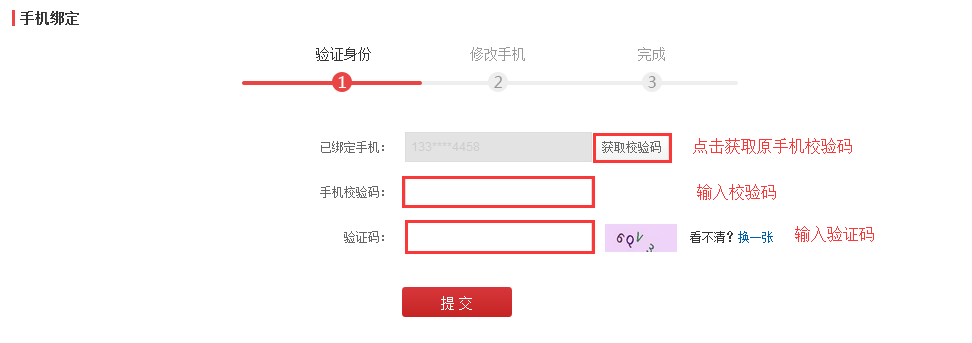 手机绑定
验证身份 修改手机 完成
1 2 3
已绑定手机： 133****4458 获取校验码 点击获取原手机校验码
手机校验码： 输入校验码
验证码： 看不清？换一张 输入验证码
提 交